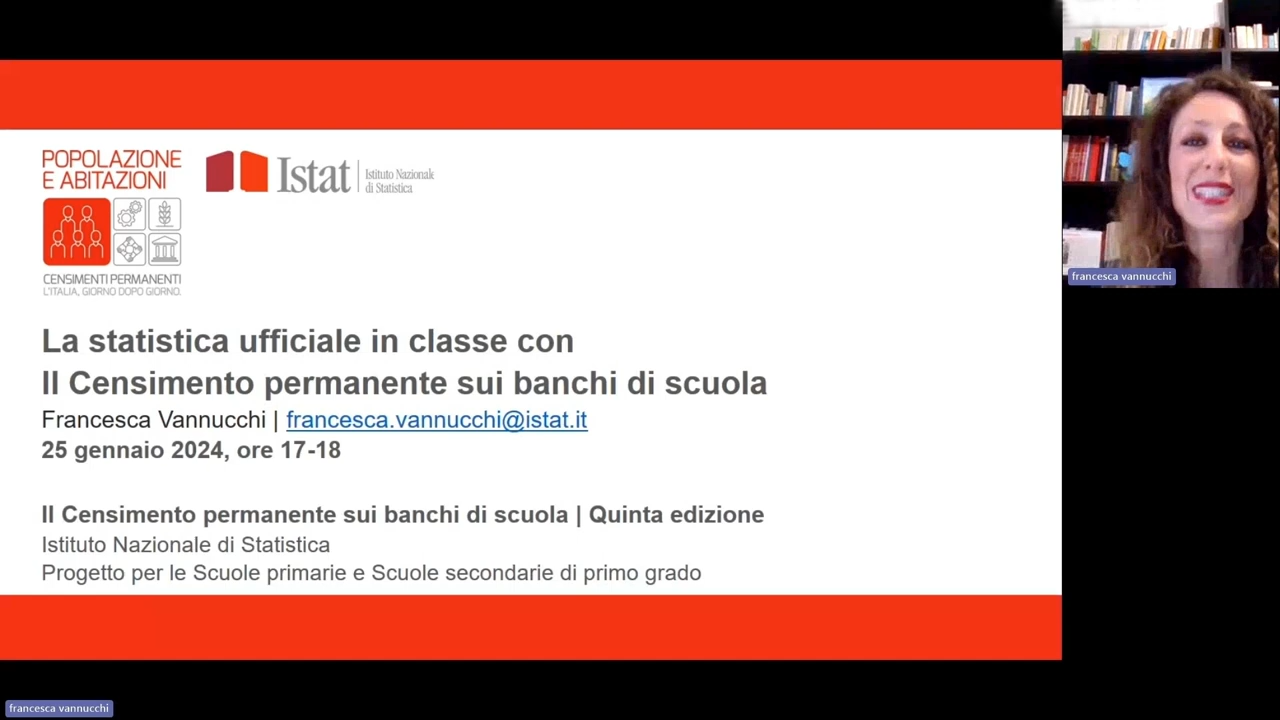 POPOLAZIONE
E ABITAZIONI
CENSIMENTI PERMANENTI
L'ITALIA, GIORNO DOPO GIORNO.
Istat
Istituto Nazionale
di Statistica
La statistica ufficiale in classe con
Il Censimento permanente sui banchi di scuola
Francesca Vannucchi | francesca.vannucchi@istat.it
25 gennaio 2024, ore 17-18
Il Censimento permanente sui banchi di scuola | Quinta edizione
Istituto Nazionale di Statistica
Progetto per le Scuole primarie e Scuole secondarie di primo grado
francesca vannucchi
francesca vannucchi